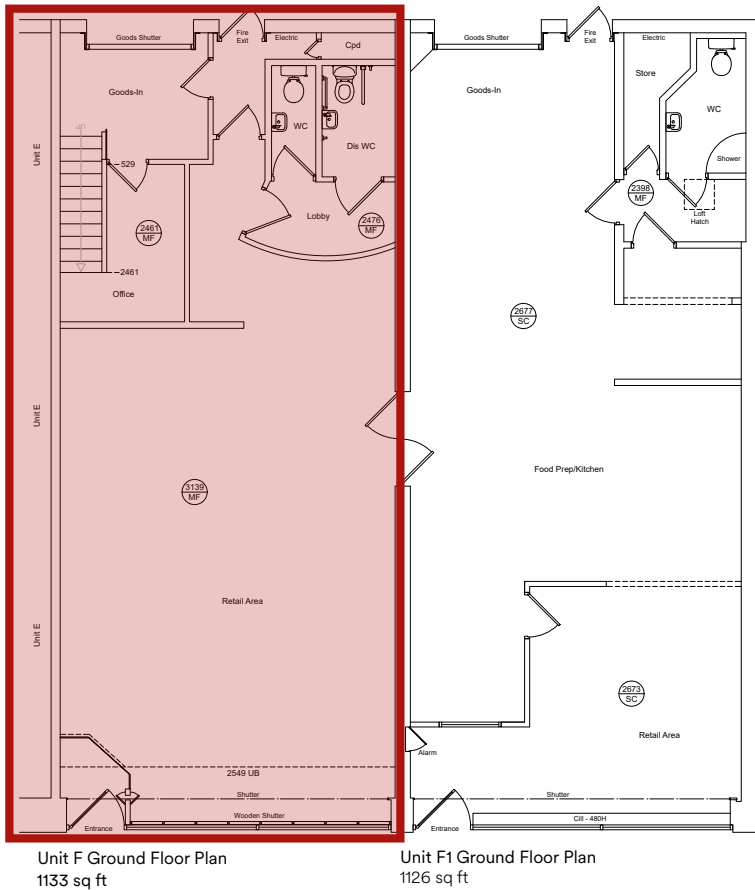 Goods Shutter
Fire
Exit
Electric
Cpd
Goods Shutter
Fire
Exit
Electric
Goods-In
Goods-In
Store
WC
WC
Dis WC
Shower
Unit E
529
2461
MF
Lobby
2476
MF
2398
MF
Loft
Hatch
2461
Office
2677
SC
Unit E
3139
MF
Food Prep/Kitchen
Retail Area
Unit E
2673
SC
Retail Area
Alarm
2549 UB
Shutter
Shutter
Wooden Shutter
Cill - 480H
Entrance
Entrance
Unit F Ground Floor Plan
1133 sq ft
Unit F1 Ground Floor Plan
1126 sq ft